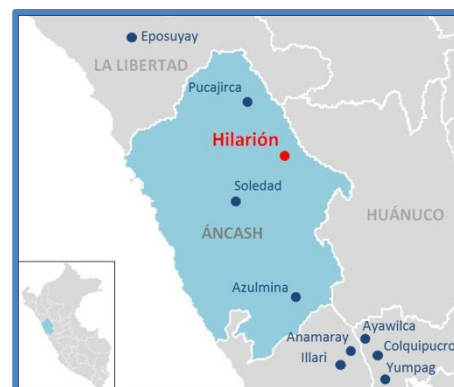 Eposuyay
LA LIBERTAD
Pucajirca
Hilarión
Soledad
HUÁNUCO
ÁNCASH
Azulmina
Anamaray
Ayawilca
Illari
Colquipucro
Yumpag